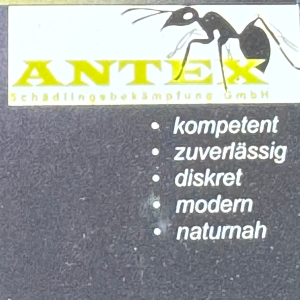 ANTEX
Schädlingsbekämpfung GmbH
• kompetent
• zuverlässig
• diskret
• modern
• naturnah